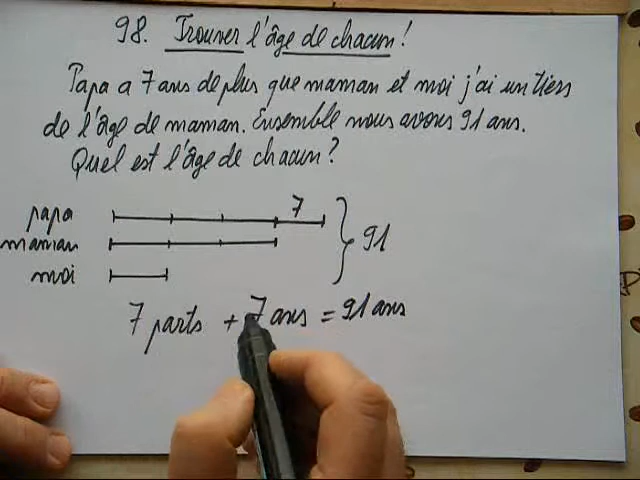 98. Trouver l'âge de chacun!
Papa a 7 ans de plus que maman et moi j'ai un tiers
de l'âge de maman. Ensemble nous avons 91 ans.
Quel est l'âge de chacun?
papa 7
maman 91
moi
7 parts + 7 ans = 91 ans